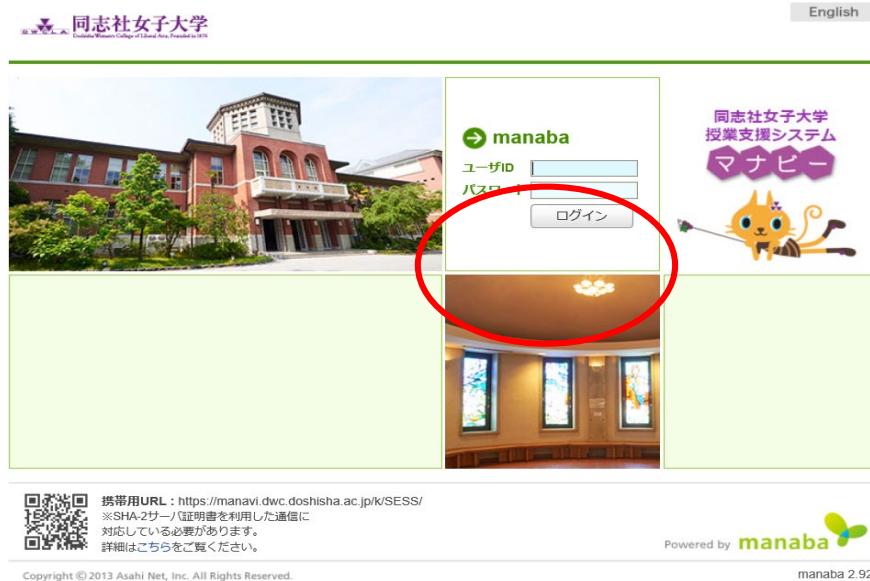 English
D.W.C.L.A. 同志社女子大学
Doshisha Women's College of Liberal Arts, Founded in 1876
manaba
ユーザID
パスワード
ログイン
同志社女子大学
授業支援システム
マナビー
携帯用URL：https://manavi.dwc.doshisha.ac.jp/k/SESS/
※SHA-2サーバ証明書を利用した通信に
対応している必要があります。
詳細はこちらをご覧ください。
Powered by manaba
Copyright © 2013 Asahi Net, Inc. All Rights Reserved.
manaba 2.92